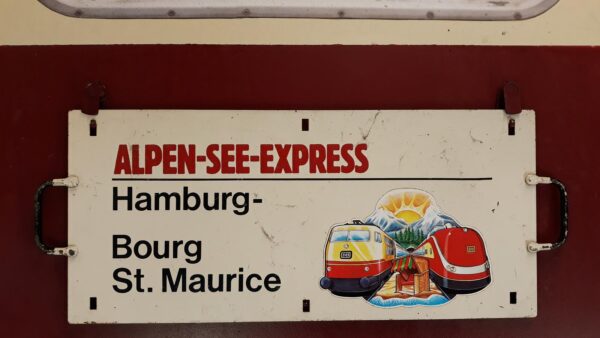 ALPEN-SEE-EXPRESS
Hamburg-
Bourg
St. Maurice